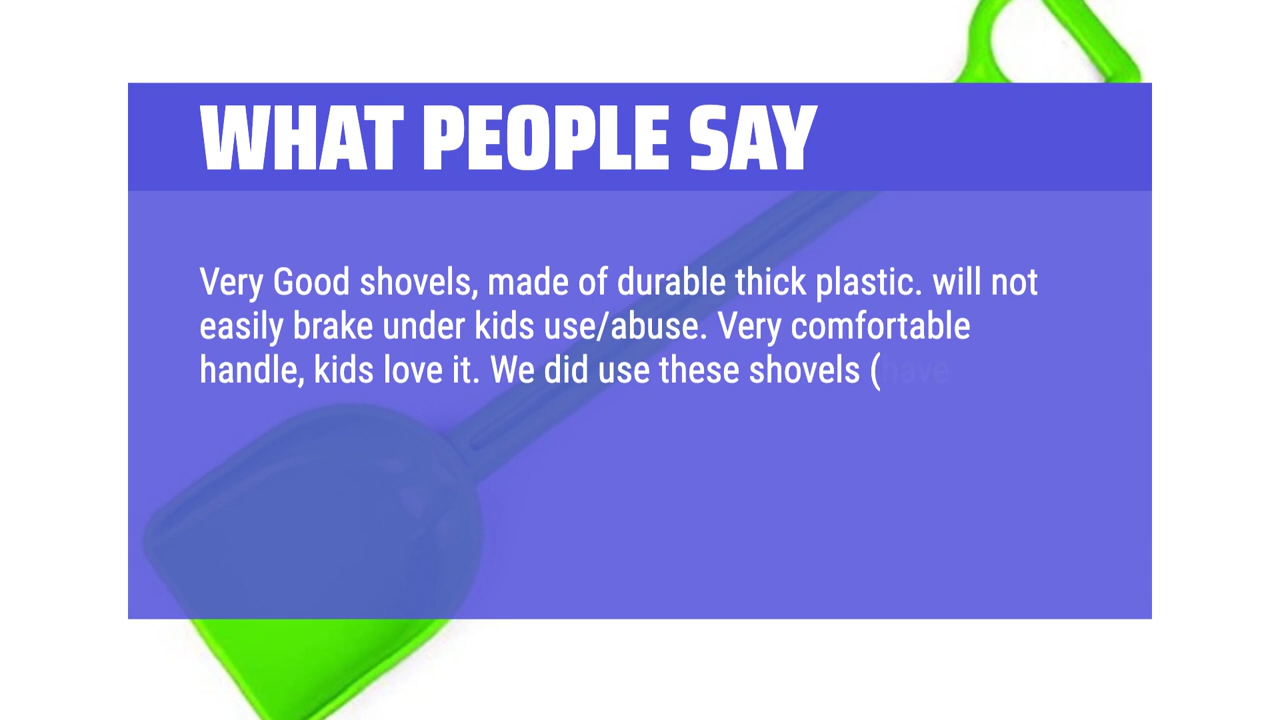 WHAT PEOPLE SAY
Very Good shovels, made of durable thick plastic. will not
easily brake under kids use/abuse. Very comfortable
handle, kids love it. We did use these shovels (have